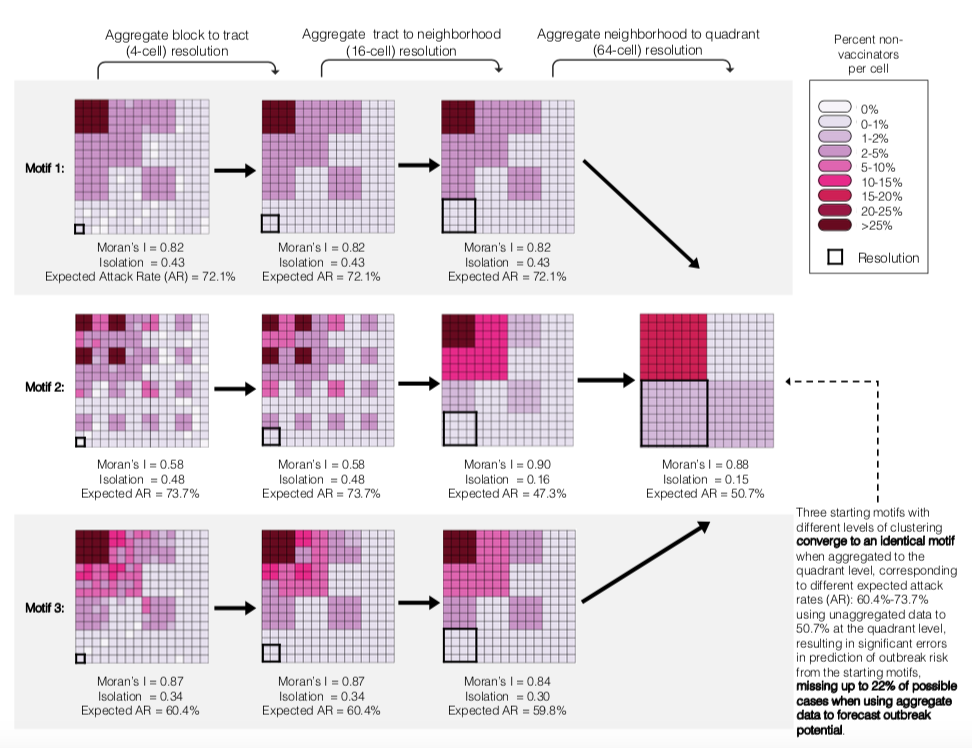 Aggregate block to tract
(4-cell) resolution
Aggregate tract to neighborhood
(16-cell) resolution
Aggregate neighborhood to quadrant
(64-cell) resolution
Percent non-
vaccinators
per cell
0%
0-1%
1-2%
2-5%
5-10%
10-15%
15-20%
20-25%
>25%
Resolution
Motif 1:
Moran's I = 0.82
Isolation = 0.43
Expected Attack Rate (AR) = 72.1%
Moran's I = 0.82
Isolation = 0.43
Expected AR = 72.1%
Moran's I = 0.82
Isolation = 0.43
Expected AR = 72.1%
Motif 2:
Moran's I = 0.58
Isolation = 0.48
Expected AR = 73.7%
Moran's I = 0.58
Isolation = 0.48
Expected AR = 73.7%
Moran's I = 0.90
Isolation = 0.16
Expected AR = 47.3%
Moran's I = 0.88
Isolation = 0.15
Expected AR = 50.7%
Motif 3:
Moran's I = 0.87
Isolation = 0.34
Expected AR = 60.4%
Moran's I = 0.87
Isolation = 0.34
Expected AR = 60.4%
Moran's I = 0.84
Isolation = 0.30
Expected AR = 59.8%
Three starting motifs with
different levels of clustering
converge to an identical motif
when aggregated to the
quadrant level, corresponding
to different expected attack
rates (AR): 60.4%-73.7%
using unaggregated data to
50.7% at the quadrant level,
resulting in significant errors
in prediction of outbreak risk
from the starting motifs,
missing up to 22% of possible
cases when using aggregate
data to forecast outbreak
potential.